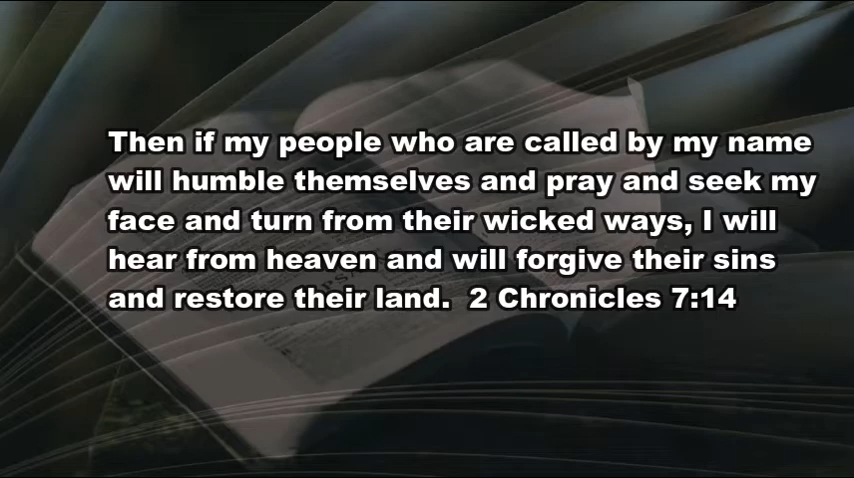 Then if my people who are called by my name
will humble themselves and pray and seek my
face and turn from their wicked ways, I will
hear from heaven and will forgive their sins
and restore their land.  2 Chronicles 7:14